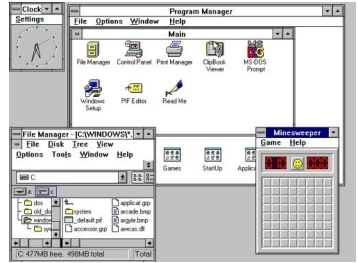 Clock
Settings
Program Manager
File Options Window Help
Main
File Manager Control Panel Print Manager ClipBook Viewer MS-DOS Prompt
Windows Setup PIF Editor Read Me
Games StartUp
File Manager - [C:\WINDOWS\*.
File Disk Tree View
Options Tools Window Help
C:
a c
dos
old_do
window
sys
system
_default.pif
accessor.grp
applicat.grp
arcade.bmp
argyle.bmp
C: 477MB free, 498MB total Total
Minesweeper
Game Help